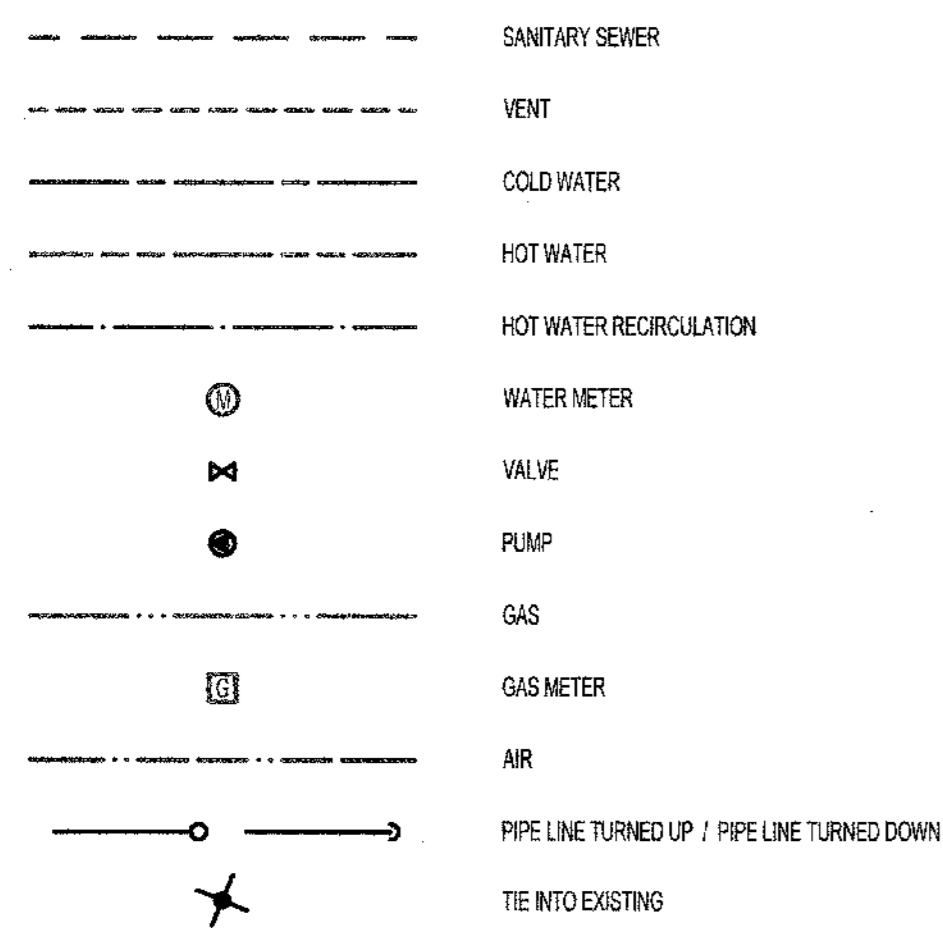 SANITARY SEWER
VENT
COLD WATER
HOT WATER
HOT WATER RECIRCULATION
M WATER METER
VALVE
PUMP
GAS
G GAS METER
AIR
PIPE LINE TURNED UP / PIPE LINE TURNED DOWN
TIE INTO EXISTING